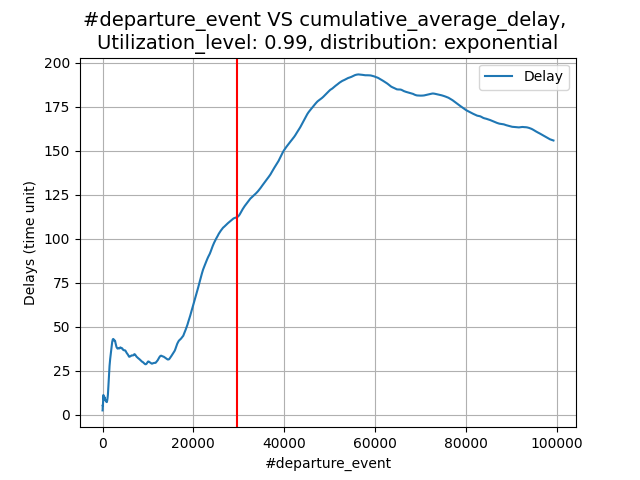 #departure_event VS cumulative_average_delay,
Utilization_level: 0.99, distribution: exponential
Delay
200
175
150
125
100
75
50
25
0
Delays (time unit)
0 20000 40000 60000 80000 100000
#departure_event